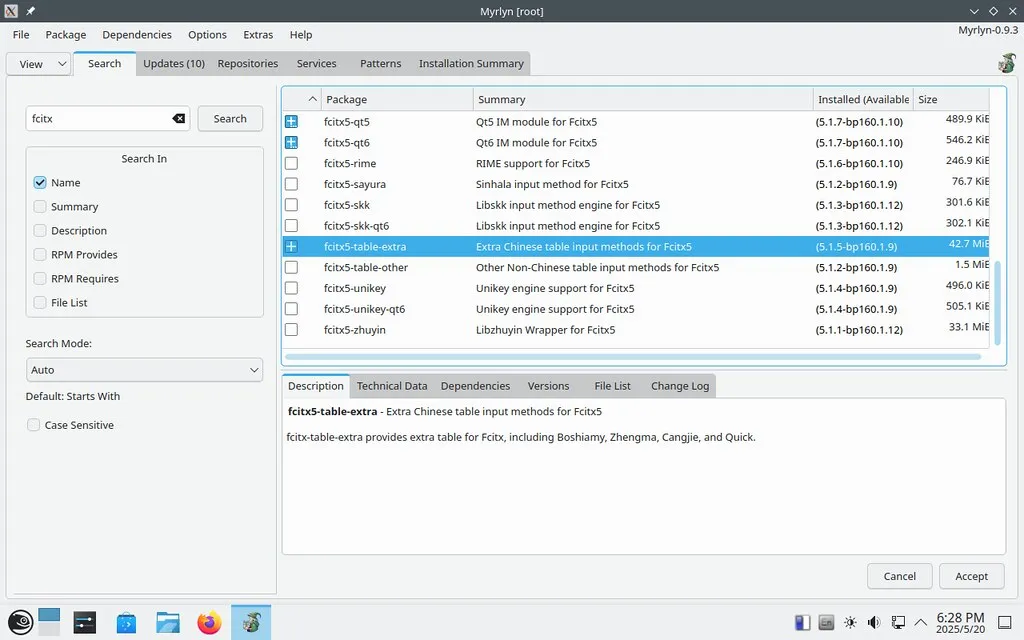 Myrlyn [root]
File Package Dependencies Options Extras Help
Myrlyn-0.9.3
View Search Updates (10) Repositories Services Patterns Installation Summary
fcitx Search
Search In
Name
Summary
Description
RPM Provides
RPM Requires
File List
Search Mode:
Auto
Default: Starts With
Case Sensitive
Package Summary Installed (Available Size
fcitx5-qt5 Qt5 IM module for Fcitx5 (5.1.7-bp160.1.10) 489.9 KiE
fcitx5-qt6 Qt6 IM module for Fcitx5 (5.1.7-bp160.1.10) 546.2 KiE
fcitx5-rime RIME support for Fcitx5 (5.1.6-bp160.1.10) 246.9 KiE
fcitx5-sayura Sinhala input method for Fcitx5 (5.1.2-bp160.1.9) 76.7 KiE
fcitx5-skk Libskk input method engine for Fcitx5 (5.1.3-bp160.1.12) 301.6 KiE
fcitx5-skk-qt6 Libskk input method engine for Fcitx5 (5.1.3-bp160.1.12) 302.1 KiE
fcitx5-table-extra Extra Chinese table input methods for Fcitx5 (5.1.5-bp160.1.9) 42.7 MiE
fcitx5-table-other Other Non-Chinese table input methods for Fcitx5 (5.1.2-bp160.1.9) 1.5 MiE
fcitx5-unikey Unikey engine support for Fcitx5 (5.1.4-bp160.1.9) 496.0 KiE
fcitx5-unikey-qt6 Unikey engine support for Fcitx5 (5.1.4-bp160.1.9) 505.1 KiE
fcitx5-zhuyin Libzhuyin Wrapper for Fcitx5 (5.1.1-bp160.1.12) 33.1 MiE
Description Technical Data Dependencies Versions File List Change Log
fcitx5-table-extra - Extra Chinese table input methods for Fcitx5
fcitx-table-extra provides extra table for Fcitx, including Boshiamy, Zhengma, Cangjie, and Quick.
Cancel Accept
6:28 PM
2025/5/20